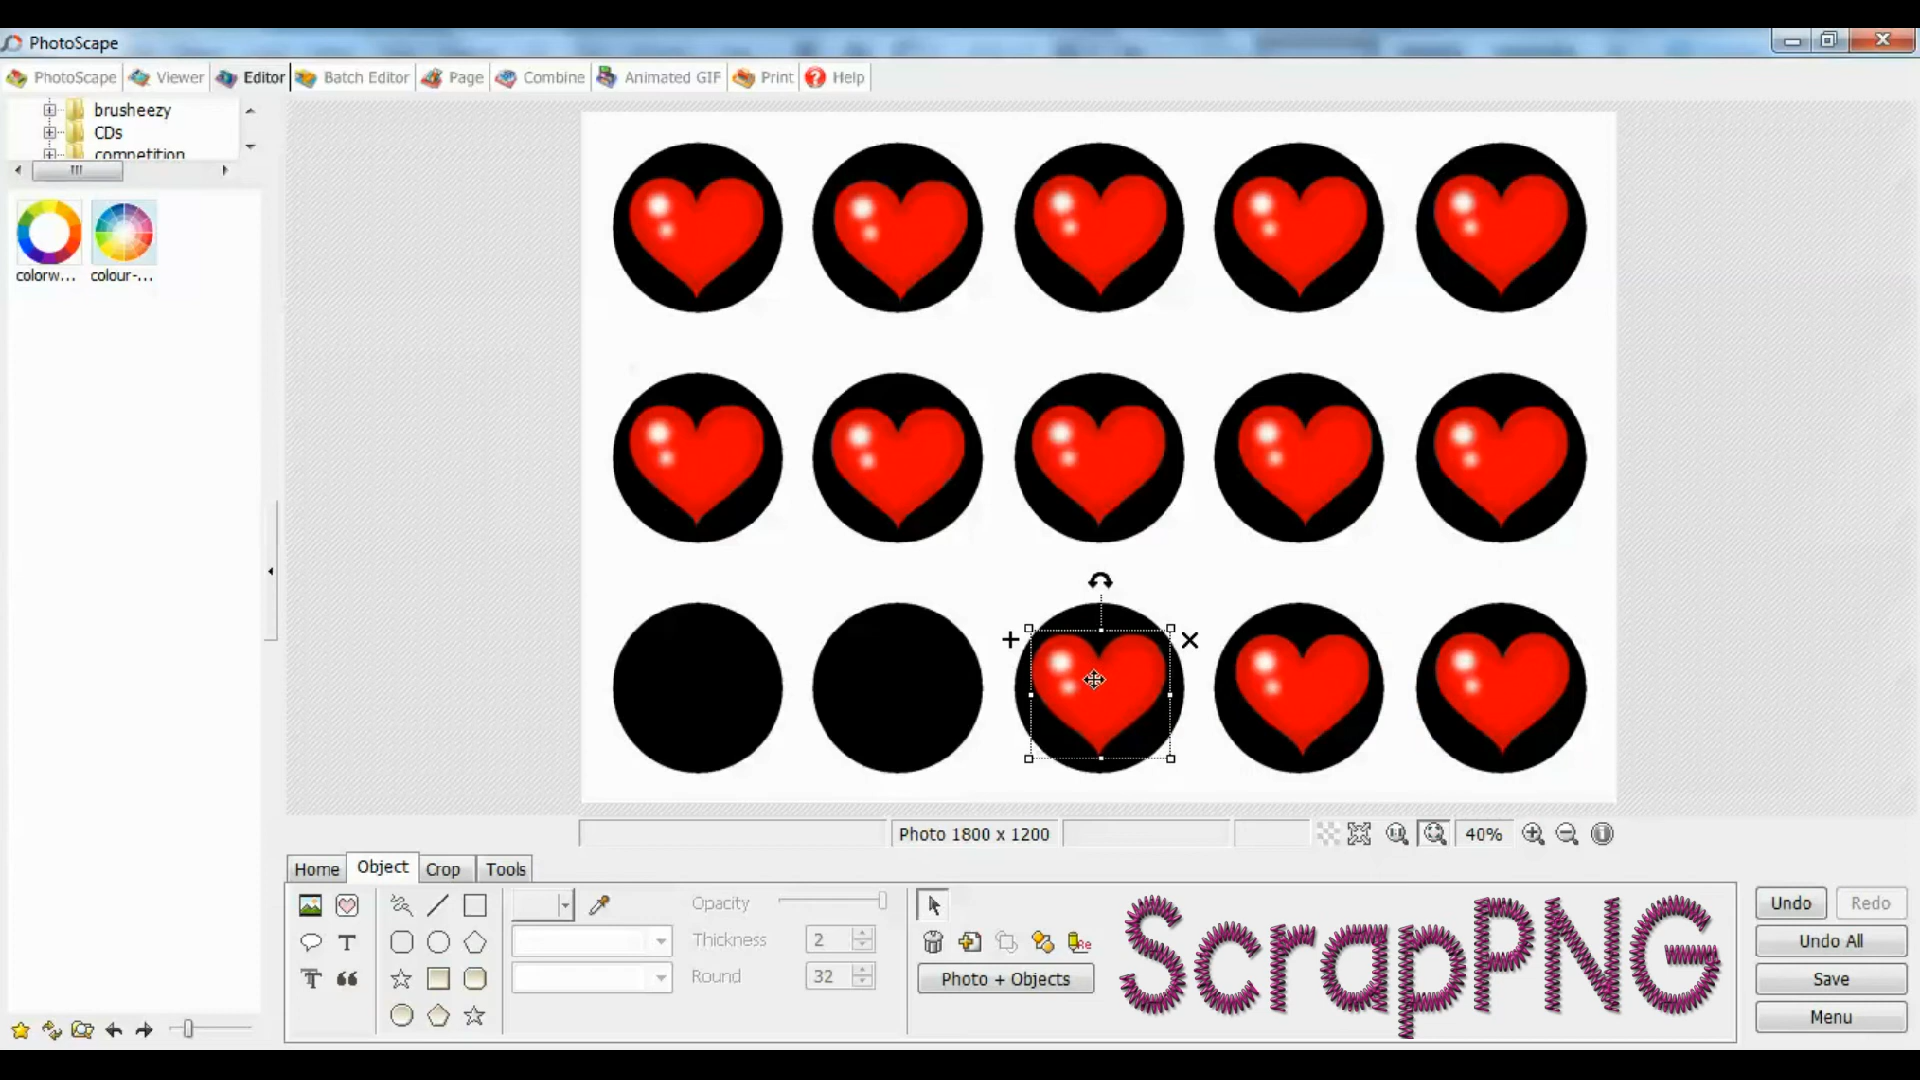 PhotoScape
PhotoScape Viewer Editor Batch Editor Page Combine Animated GIF Print Help
brusheezy
CDs
competition
colorw... colour-...
Photo 1800 x 1200
40%
Home Object Crop Tools
Opacity
Thickness 2
Round 32
Re
Photo + Objects
ScrapPNG
Undo Redo
Undo All
Save
Menu